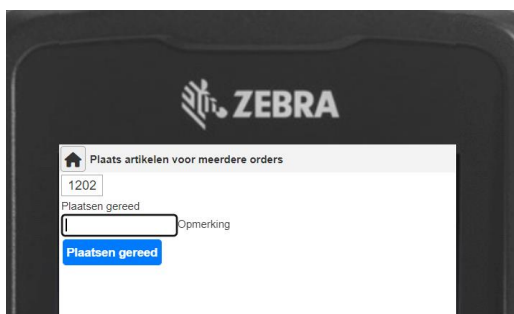 ZEBRA
Plaats artikelen voor meerdere orders
1202
Plaatsen gereed
Opmerking
Plaatsen gereed